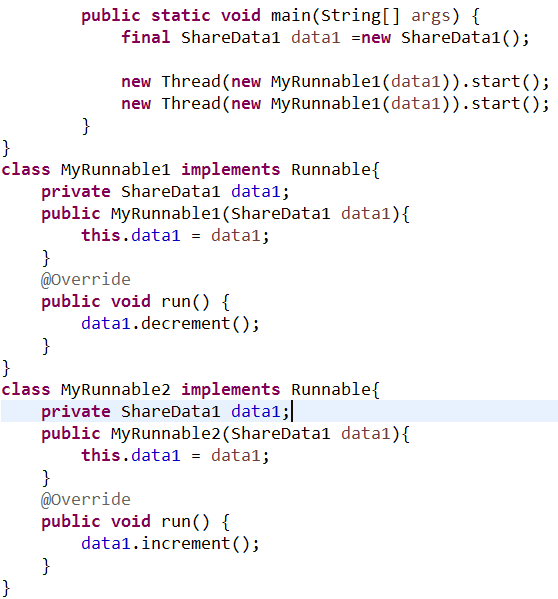 public static void main(String[] args) {
final ShareData1 data1 =new ShareData1();
new Thread(new MyRunnable1(data1)).start();
new Thread(new MyRunnable1(data1)).start();
}
}
class MyRunnable1 implements Runnable{
private ShareData1 data1;
public MyRunnable1(ShareData1 data1){
this.data1 = data1;
}
@Override
public void run() {
data1.decrement();
}
}
class MyRunnable2 implements Runnable{
private ShareData1 data1;
public MyRunnable2(ShareData1 data1){
this.data1 = data1;
}
@Override
public void run() {
data1.increment();
}
}